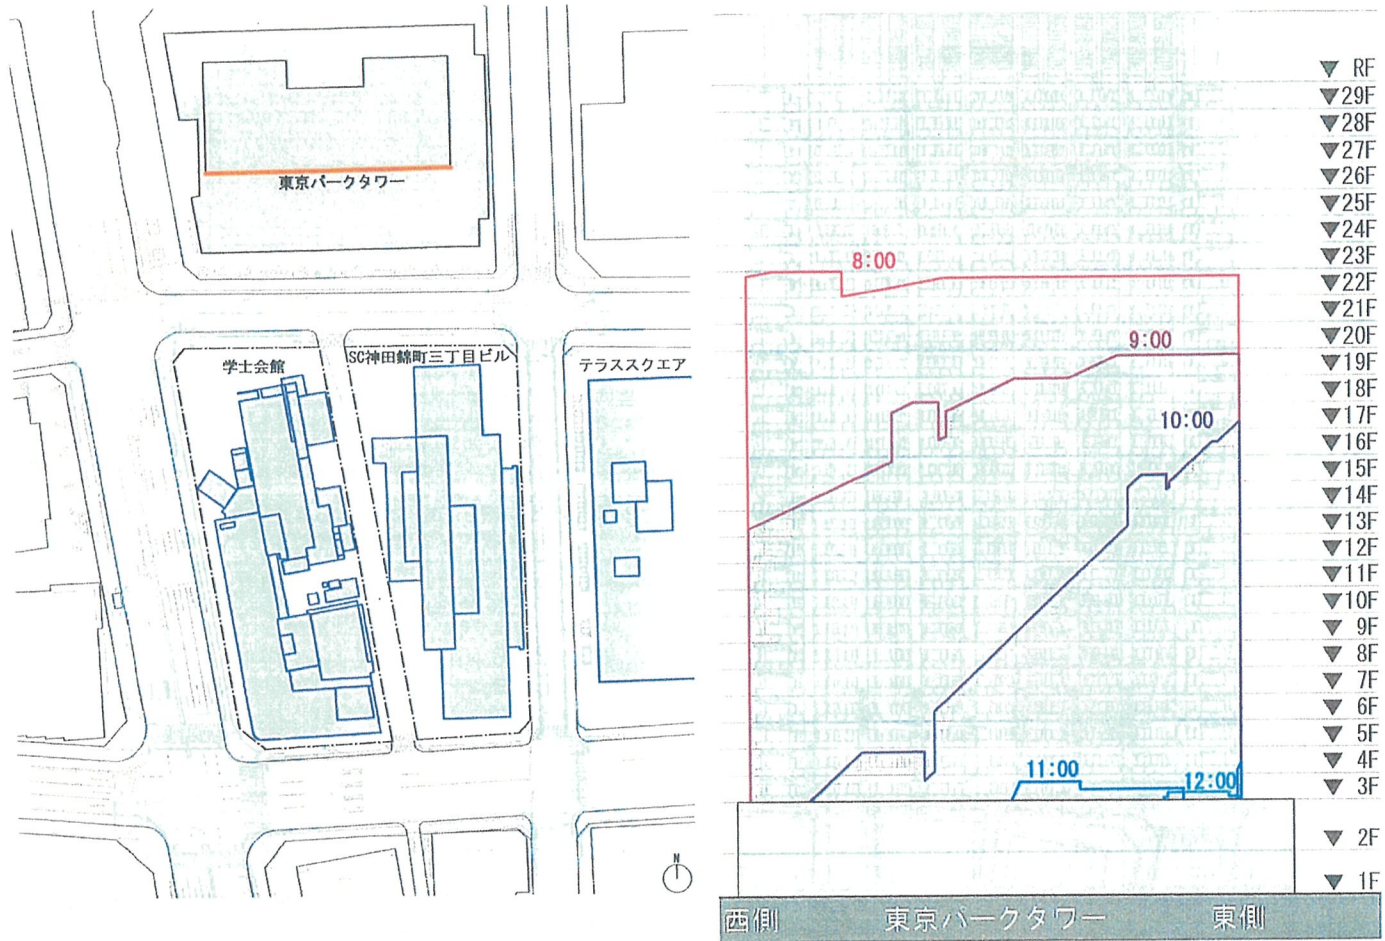 東京パークタワー
学士会館
SC神田錦町三丁目ビル
テラススクエア
N
8:00
9:00
10:00
11:00
12:00
RF
29F
28F
27F
26F
25F
24F
23F
22F
21F
20F
19F
18F
17F
16F
15F
14F
13F
12F
11F
10F
9F
8F
7F
6F
5F
4F
3F
2F
1F
西側 東京パークタワー 東側